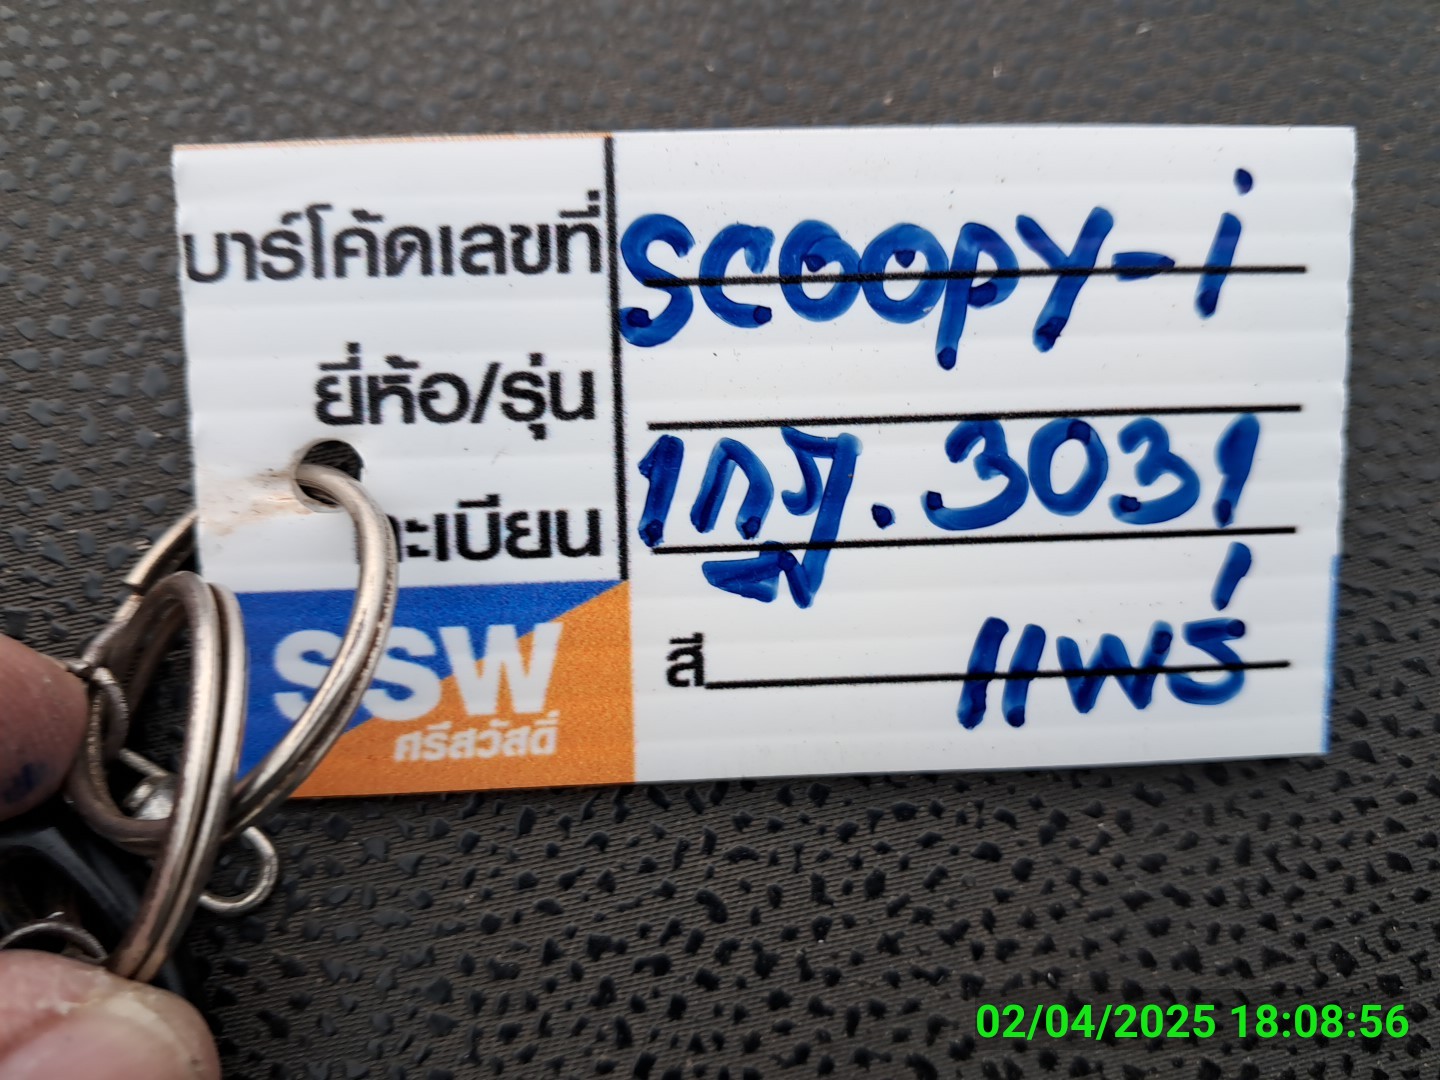 บาร์โค้ดเลขที่ SCOOPY-i
ยี่ห้อ/รุ่น
ะเบียน 1กฎ.3031
สี แพร่
SSW
ศรีสวัสดิ์
02/04/2025 18:08:56